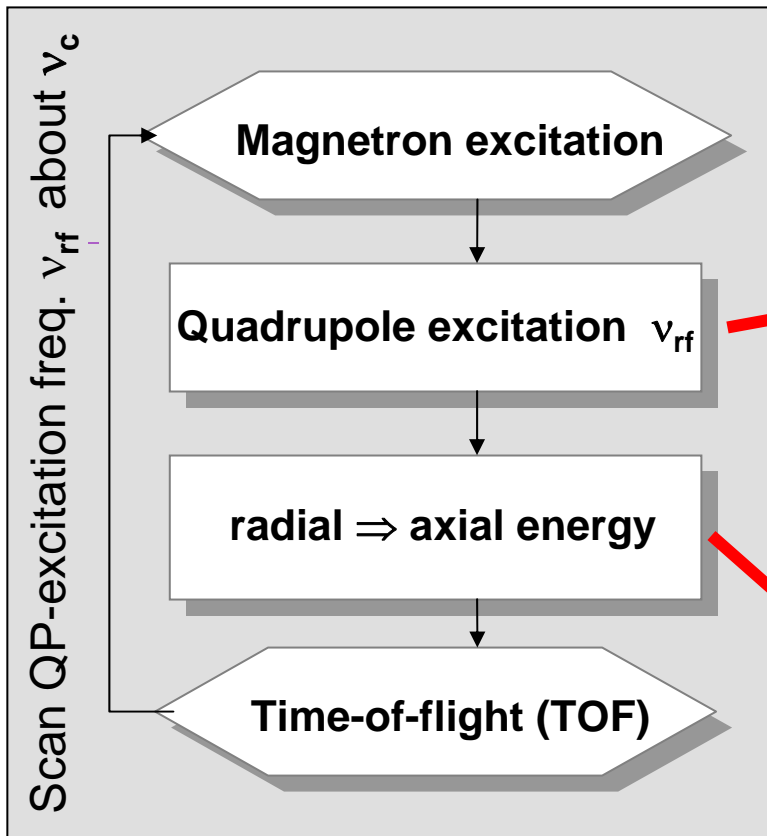 Scan QP-excitation freq. νrf about νc
Magnetron excitation
Quadrupole excitation νrf
radial ⇒ axial energy
Time-of-flight (TOF)